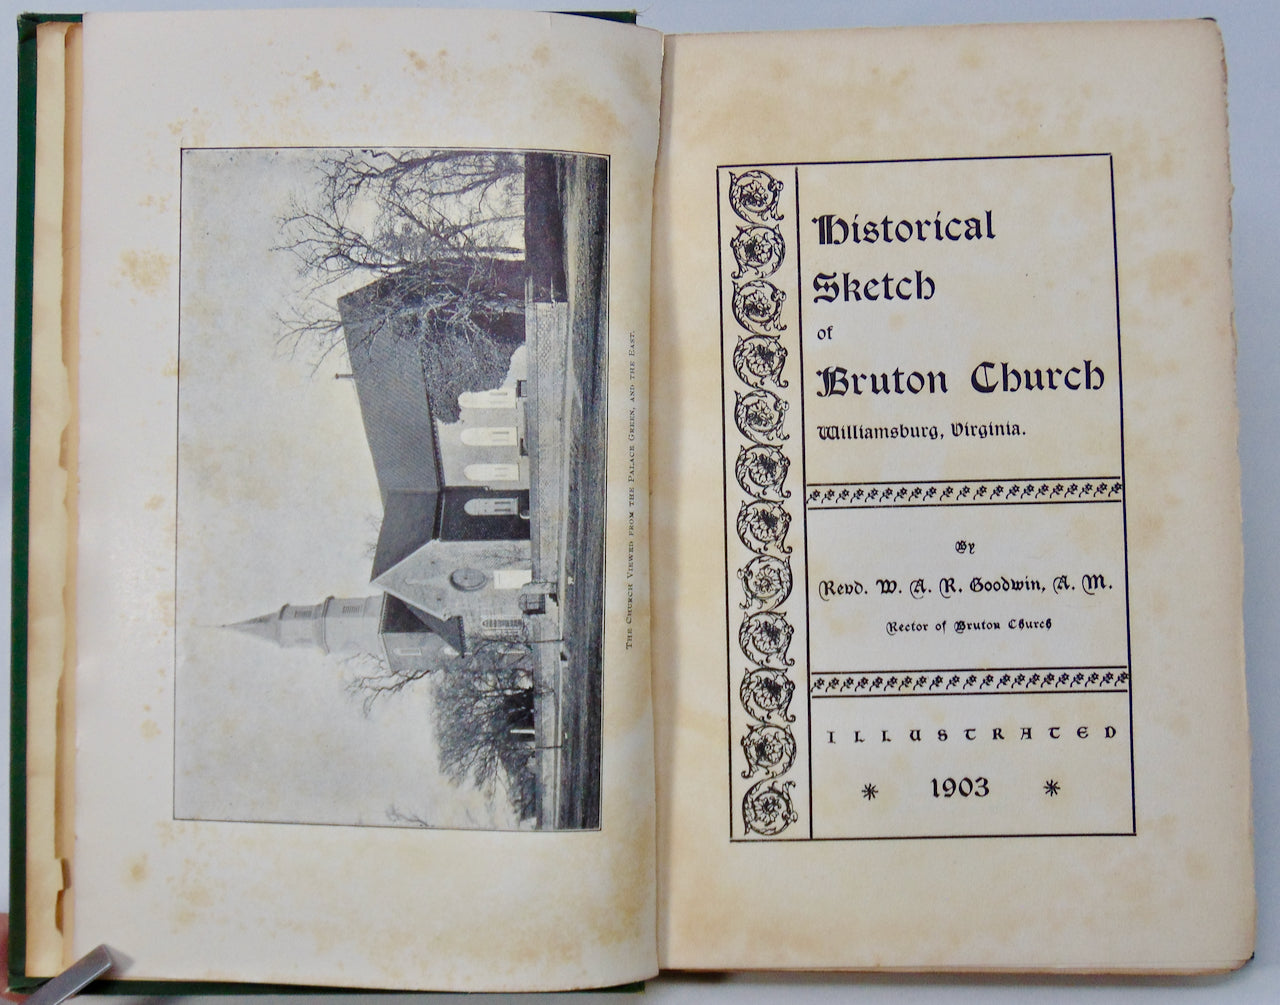 The Church Viewed from the Palace Green, and the East.
Historical
Sketch
of
Bruton Church
Williamsburg, Virginia.
By
Revd. W. A. R. Goodwin, A. M.
Rector of Bruton Church
ILLUSTRATED
* 1903 *